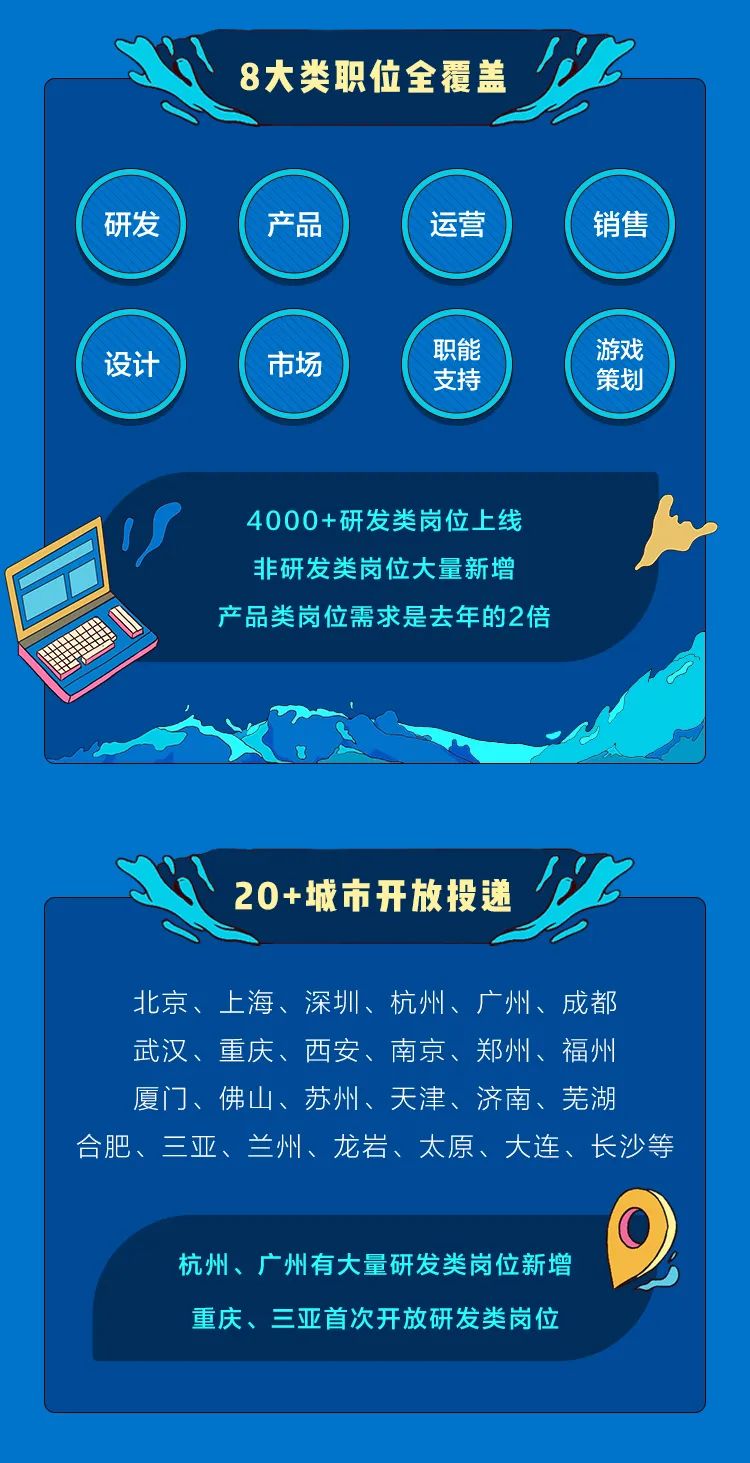 8大类职位全覆盖
研发
产品
运营
销售
设计
市场
职能
支持
游戏
策划
4000+研发类岗位上线
非研发类岗位大量新增
产品类岗位需求是去年的2倍
20+城市开放投递
北京、上海、深圳、杭州、广州、成都
武汉、重庆、西安、南京、郑州、福州
厦门、佛山、苏州、天津、济南、芜湖
合肥、三亚、兰州、龙岩、太原、大连、长沙等
杭州、广州有大量研发类岗位新增
重庆、三亚首次开放研发类岗位